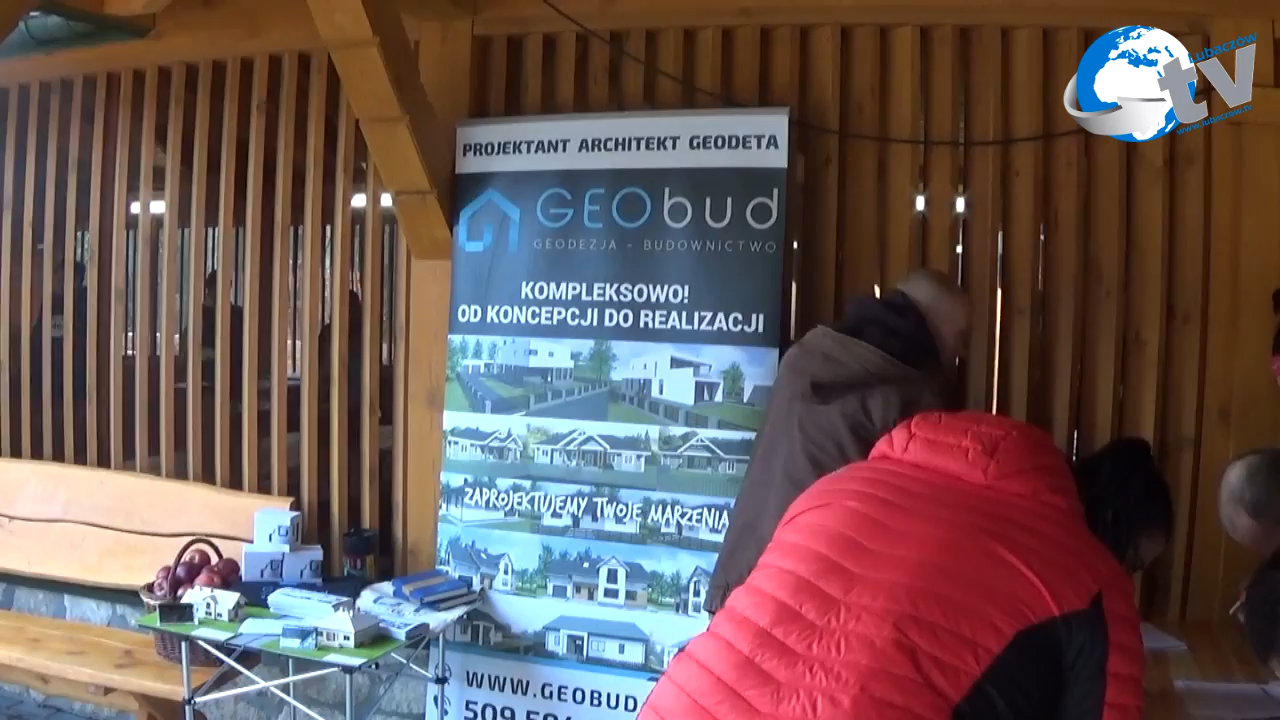 Lubaczów
tv
www.lubaczow.tv
PROJEKTANT ARCHITEKT GEODETA
GEObud
GEODEZJA - BUDOWNICTWO
KOMPLEKSOWO!
OD KONCEPCJI DO REALIZACJI
ZAPROJEKTUJEMY TWOJE MARZENIA
WWW.GEOBUD
509